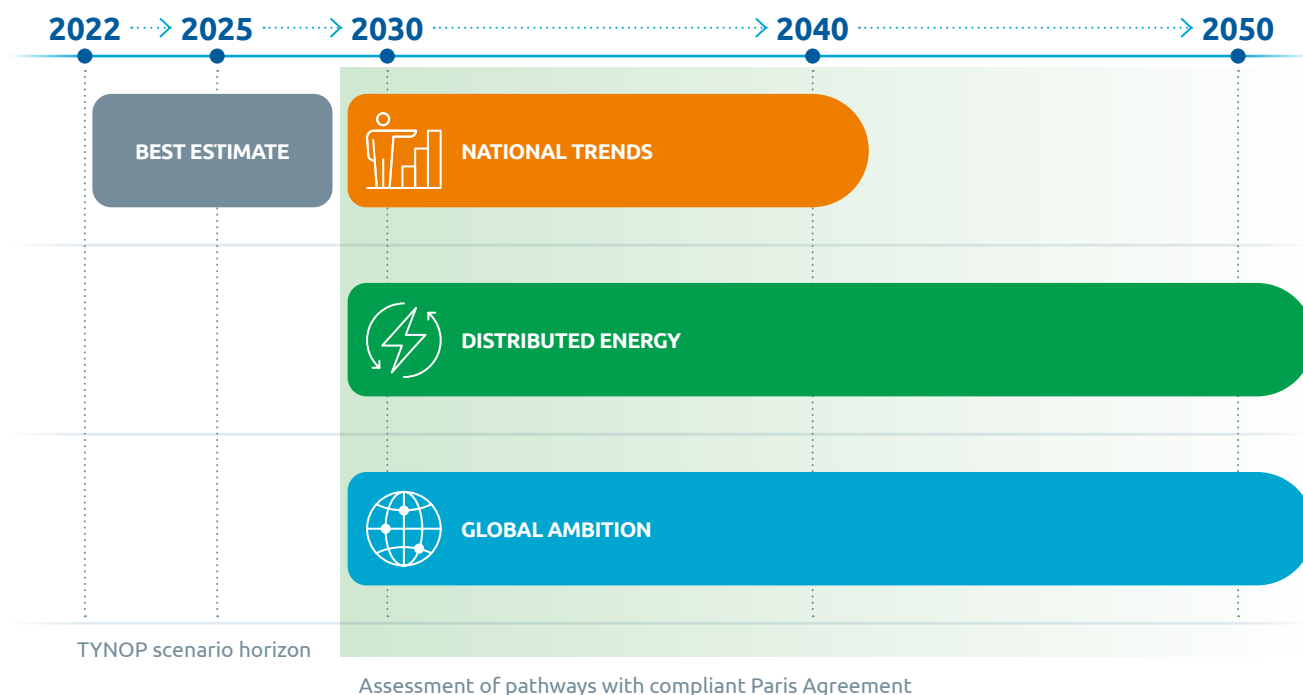 2022 2025 2030 2040 2050
BEST ESTIMATE
NATIONAL TRENDS
DISTRIBUTED ENERGY
GLOBAL AMBITION
TYNOP scenario horizon
Assessment of pathways with compliant Paris Agreement